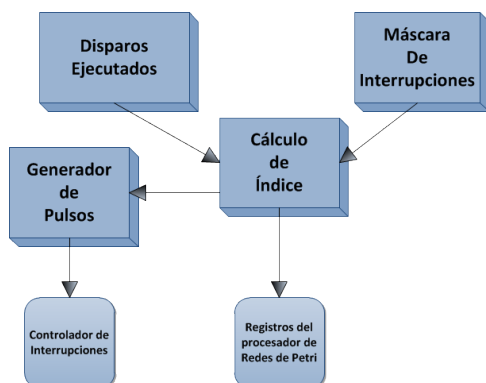 Disparos
Ejecutados
Máscara
De
Interrupciones
Cálculo
de
Índice
Generador
de
Pulsos
Controlador de
Interrupciones
Registros del
procesador de
Redes de Petri